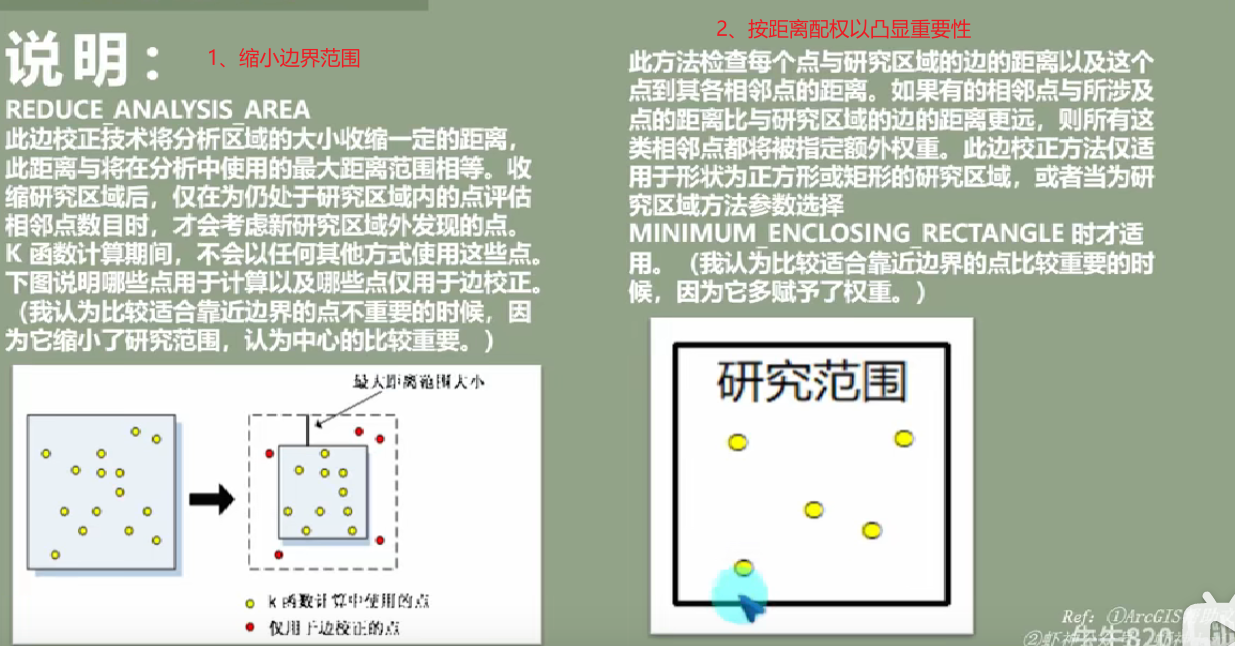 说明：
1、缩小边界范围
REDUCE_ANALYSIS_AREA
此边校正技术将分析区域的大小收缩一定的距离，
此距离与将在分析中使用的最大距离范围相等。收
缩研究区域后，仅在为仍处于研究区域内的点评估
相邻点数目时，才会考虑新研究区域外发现的点。
K 函数计算期间，不会以任何其他方式使用这些点。
下图说明哪些点用于计算以及哪些点仅用于边校正。
（我认为比较适合靠近边界的点不重要的时候，因
为它缩小了研究范围，认为中心的比较重要。）
最大距离范围大小
k 函数计算中使用的点
仅用于边校正的点
2、按距离配权以凸显重要性
此方法检查每个点与研究区域的边的距离以及这个
点到其各相邻点的距离。如果有的相邻点与所涉及
点的距离比与研究区域的边的距离更远，则所有这
类相邻点都将被指定额外权重。此边校正方法仅适
用于形状为正方形或矩形的研究区域，或者当为研
究区域方法参数选择
MINIMUM_ENCLOSING_RECTANGLE 时才适
用。（我认为比较适合靠近边界的点比较重要的时
候，因为它多赋予了权重。）
研究范围
Ref: ①ArcGIS
②虾神